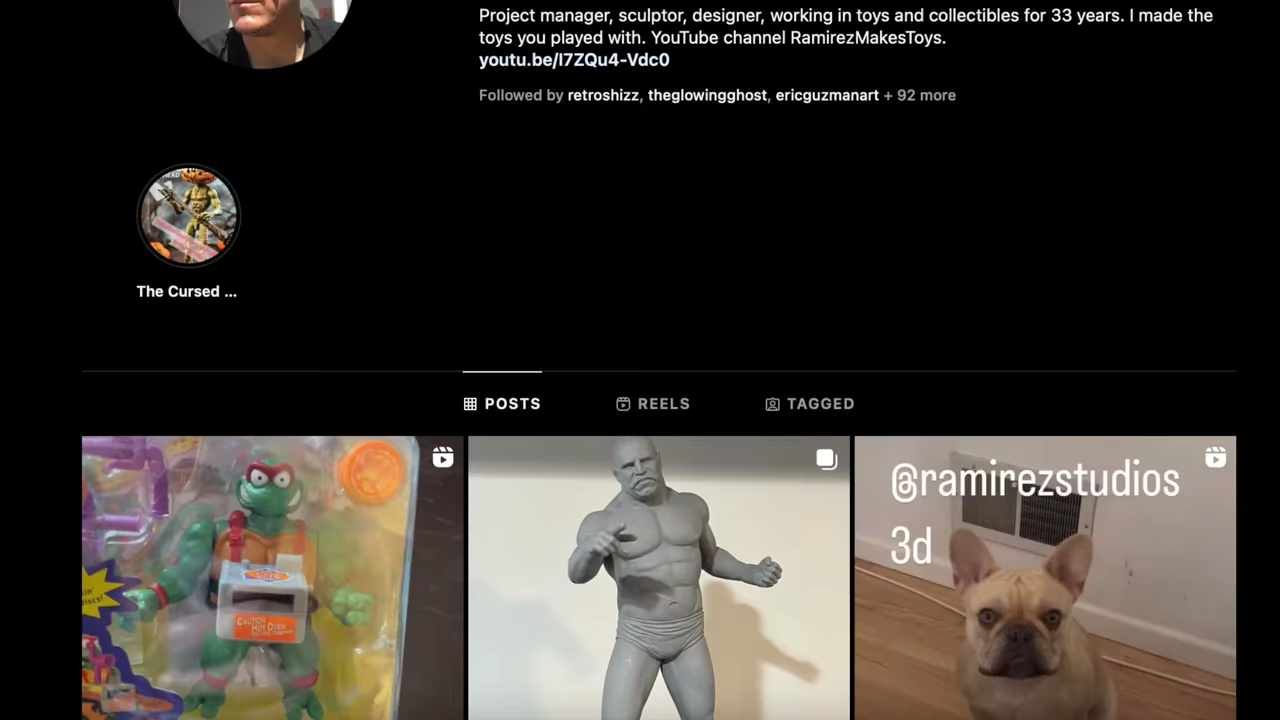 Project manager, sculptor, designer, working in toys and collectibles for 33 years. I made the
toys you played with. YouTube channel RamirezMakesToys.
youtu.be/l7ZQu4-Vdc0
Followed by retroshizz, theglowingghost, ericguzmanart + 92 more
The Cursed ...
POSTS
REELS
TAGGED
@ramirezstudios
3d
CAUTION
HOT OVEN